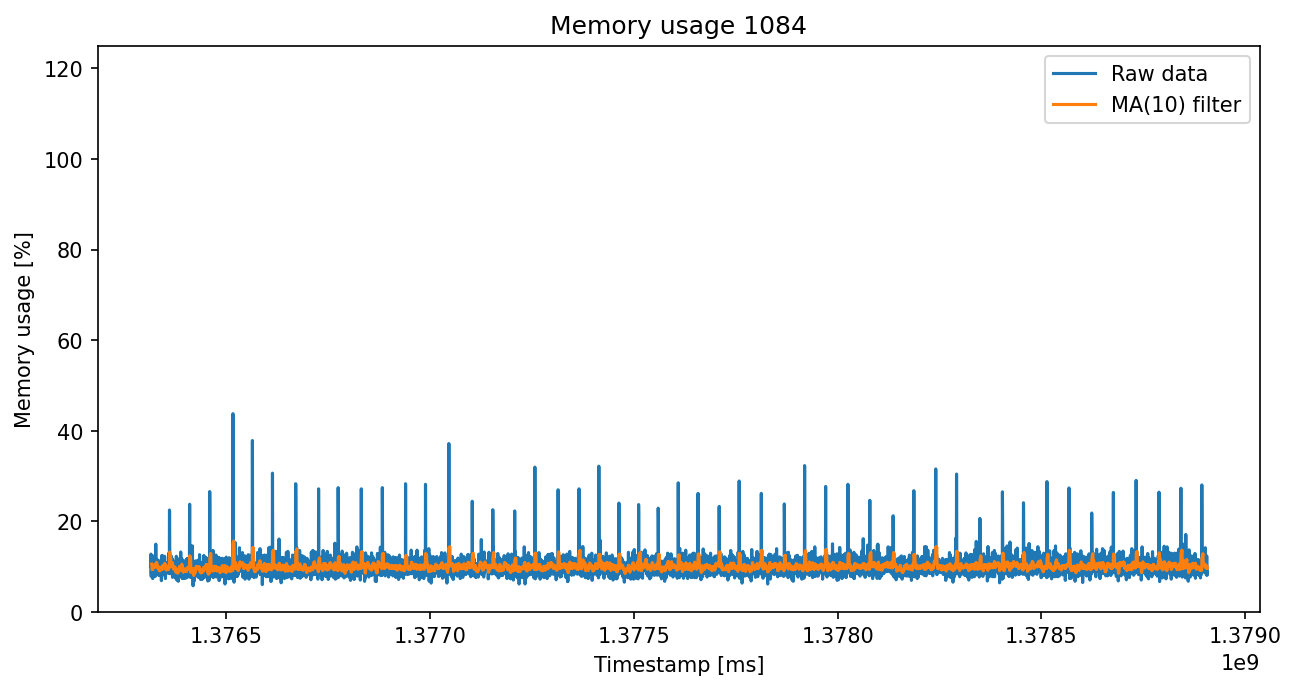 Memory usage 1084
Raw data
MA(10) filter
Memory usage [%]
120
100
80
60
40
20
0
1.3765 1.3770 1.3775 1.3780 1.3785 1.3790
1e9
Timestamp [ms]